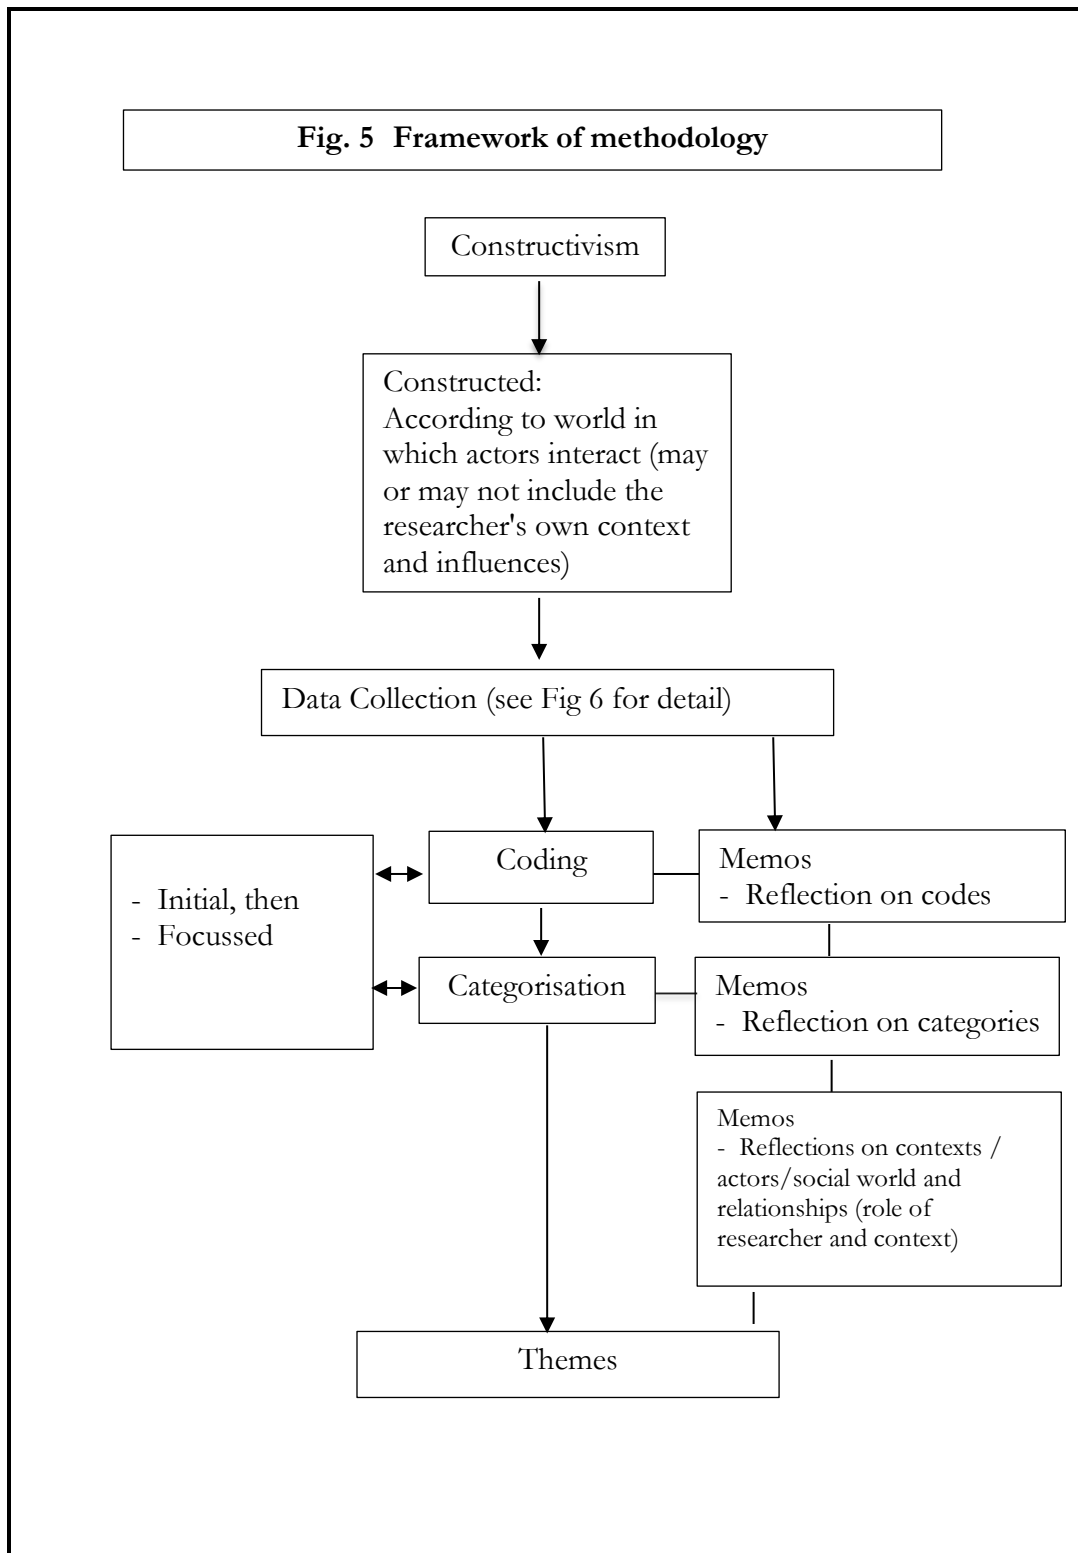 Fig. 5 Framework of methodology
Constructivism
Constructed:
According to world in
which actors interact (may
or may not include the
researcher's own context
and influences)
Data Collection (see Fig 6 for detail)
- Initial, then
- Focussed
Coding
Memos
- Reflection on codes
Categorisation
Memos
- Reflection on categories
Memos
- Reflections on contexts /
actors/social world and
relationships (role of
researcher and context)
Themes